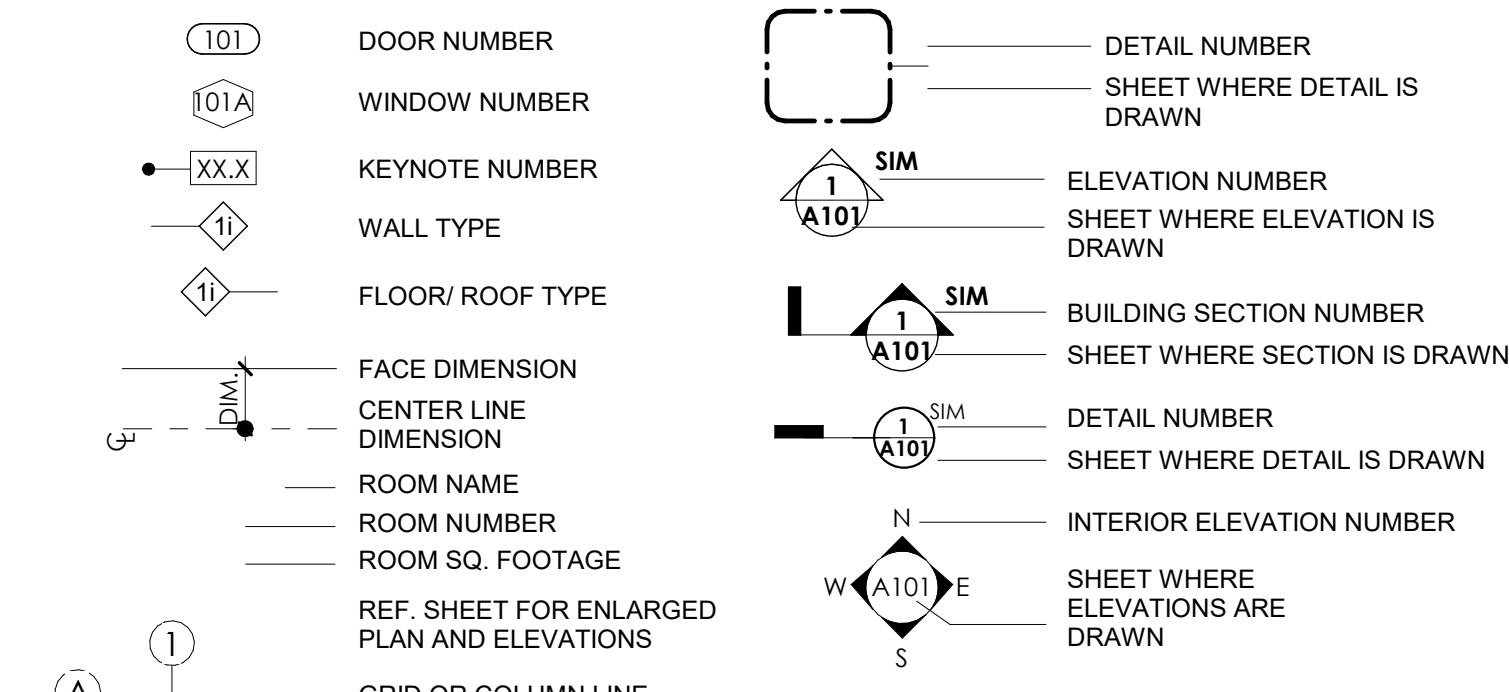 101 DOOR NUMBER
101A WINDOW NUMBER
XX.X KEYNOTE NUMBER
1i WALL TYPE
1i FLOOR/ ROOF TYPE
FACE DIMENSION
DIM.
CENTER LINE
DIMENSION
CL
ROOM NAME
ROOM NUMBER
ROOM SQ. FOOTAGE
REF. SHEET FOR ENLARGED
PLAN AND ELEVATIONS
1
A
GRID OR COLUMN LINE
DETAIL NUMBER
SHEET WHERE DETAIL IS
DRAWN
SIM
1
A101
ELEVATION NUMBER
SHEET WHERE ELEVATION IS
DRAWN
SIM
1
A101
BUILDING SECTION NUMBER
SHEET WHERE SECTION IS DRAWN
SIM
1
A101
DETAIL NUMBER
SHEET WHERE DETAIL IS DRAWN
N
INTERIOR ELEVATION NUMBER
W A101 E
S
SHEET WHERE
ELEVATIONS ARE
DRAWN